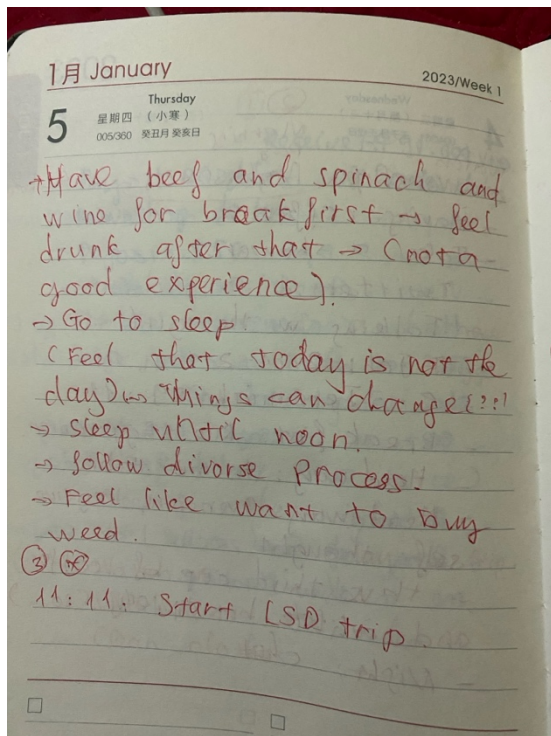 1月 January
2023/Week 1
5
Thursday
星期四 (小寒)
005/360 癸丑月 癸亥日
→Have beef and spinach and
wine for breakfirst → feel
drunk after that → (not a
good experience).
→ Go to sleep
(Feel that today is not the
day) Things can change(??!
→ sleep until noon.
→ follow divorse process.
→ Feel like want to buy
weed.
③
11:11: Start LSD trip.